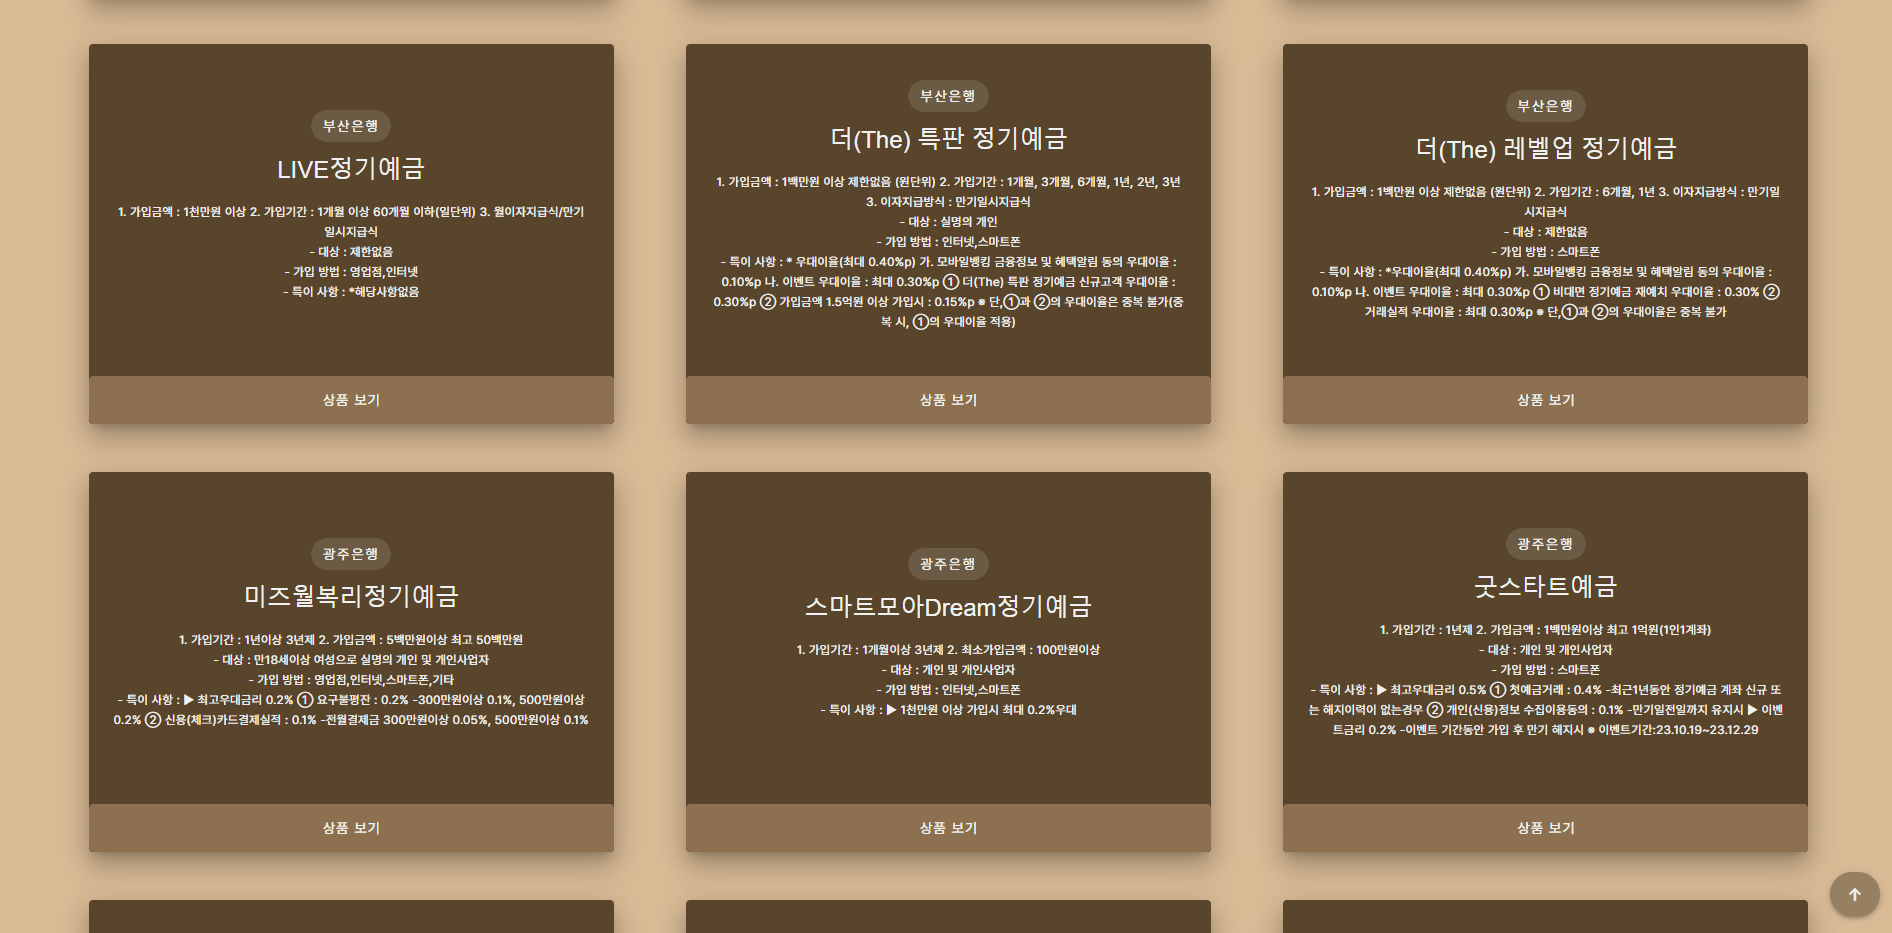 부산은행
LIVE정기예금
1. 가입금액 : 1천만원 이상 2. 가입기간 : 1개월 이상 60개월 이하(일단위) 3. 월이자지급식/만기
일시지급식
- 대상 : 제한없음
- 가입 방법 : 영업점,인터넷
- 특이 사항 : *해당사항없음
상품 보기
부산은행
더(The) 특판 정기예금
1. 가입금액 : 1백만원 이상 제한없음 (원단위) 2. 가입기간 : 1개월, 3개월, 6개월, 1년, 2년, 3년
3. 이자지급방식 : 만기일시지급식
- 대상 : 실명의 개인
- 가입 방법 : 인터넷,스마트폰
- 특이 사항 : * 우대이율(최대 0.40%p) 가. 모바일뱅킹 금융정보 및 혜택알림 동의 우대이율 :
0.10%p 나. 이벤트 우대이율 : 최대 0.30%p ① 더(The) 특판 정기예금 신규고객 우대이율 :
0.30%p ② 가입금액 1.5억원 이상 가입시 : 0.15%p ※ 단,①과 ②의 우대이율은 중복 불가(중
복 시, ①의 우대이율 적용)
상품 보기
부산은행
더(The) 레벨업 정기예금
1. 가입금액 : 1백만원 이상 제한없음 (원단위) 2. 가입기간 : 6개월, 1년 3. 이자지급방식 : 만기일
시지급식
- 대상 : 제한없음
- 가입 방법 : 스마트폰
- 특이 사항 : *우대이율(최대 0.40%p) 가. 모바일뱅킹 금융정보 및 혜택알림 동의 우대이율 :
0.10%p 나. 이벤트 우대이율 : 최대 0.30%p ① 비대면 정기예금 재예치 우대이율 : 0.30% ②
거래실적 우대이율 : 최대 0.30%p ※ 단,①과 ②의 우대이율은 중복 불가
상품 보기
광주은행
미즈월복리정기예금
1. 가입기간 : 1년이상 3년제 2. 가입금액 : 5백만원이상 최고 50백만원
- 대상 : 만18세이상 여성으로 실명의 개인 및 개인사업자
- 가입 방법 : 영업점,인터넷,스마트폰,기타
- 특이 사항 : ▶ 최고우대금리 0.2% ① 요구불평잔 : 0.2% -300만원이상 0.1%, 500만원이상
0.2% ② 신용(체크)카드결제실적 : 0.1% -전월결제금 300만원이상 0.05%, 500만원이상 0.1%
상품 보기
광주은행
스마트모아Dream정기예금
1. 가입기간 : 1개월이상 3년제 2. 최소가입금액 : 100만원이상
- 대상 : 개인 및 개인사업자
- 가입 방법 : 인터넷,스마트폰
- 특이 사항 : ▶ 1천만원 이상 가입시 최대 0.2%우대
상품 보기
광주은행
굿스타트예금
1. 가입기간 : 1년제 2. 가입금액 : 1백만원이상 최고 1억원(1인1계좌)
- 대상 : 개인 및 개인사업자
- 가입 방법 : 스마트폰
- 특이 사항 : ▶ 최고우대금리 0.5% ① 첫예금거래 : 0.4% -최근1년동안 정기예금 계좌 신규 또
는 해지이력이 없는경우 ② 개인(신용)정보 수집이용동의 : 0.1% -만기일전일까지 유지시 ▶ 이벤
트금리 0.2% -이벤트 기간동안 가입 후 만기 해지시 ※ 이벤트기간:23.10.19~23.12.29
상품 보기